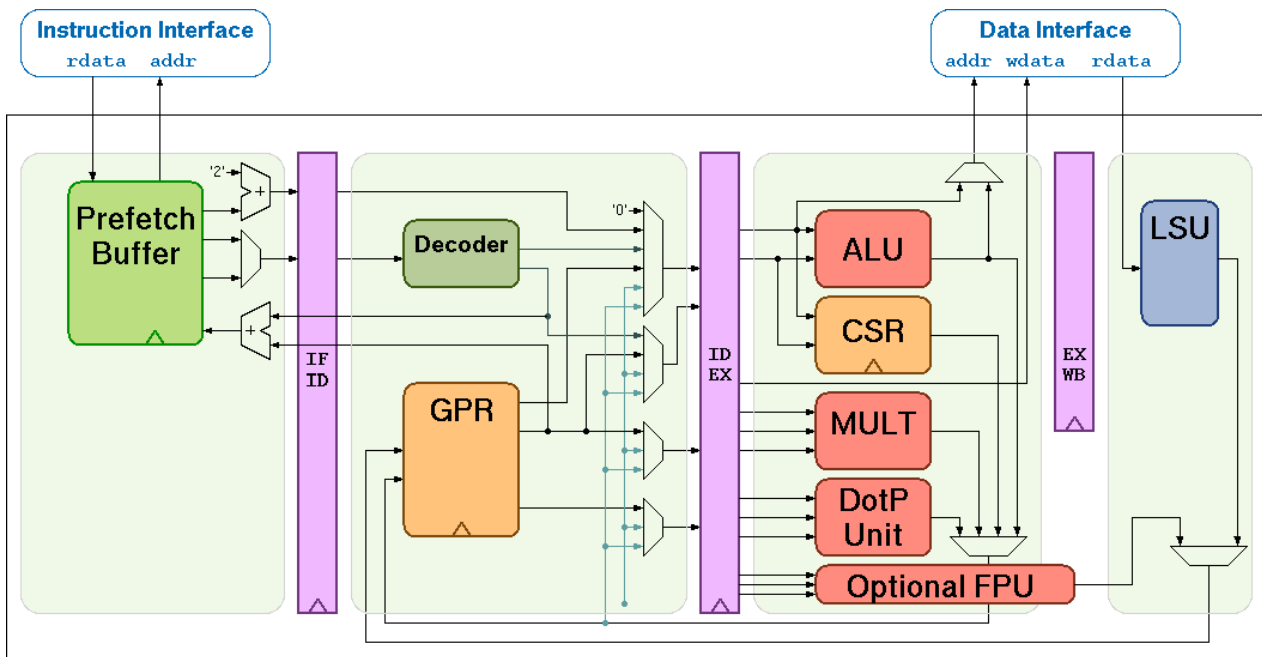 Instruction Interface
rdata addr
Data Interface
addr wdata rdata
'2'
+
Prefetch
Buffer
+
IF
ID
Decoder
GPR
'0'
ID
EX
ALU
CSR
MULT
DotP
Unit
Optional FPU
EX
WB
LSU